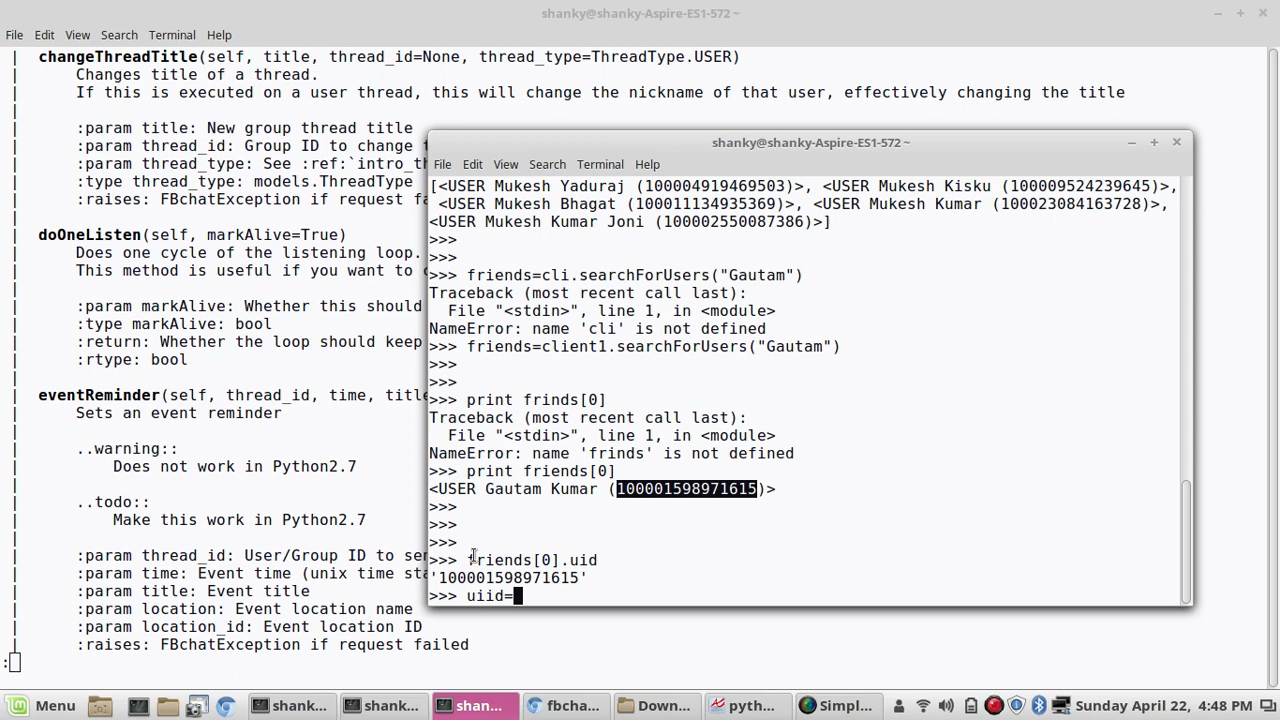 shanky@shanky-Aspire-ES1-572 ~
File Edit View Search Terminal Help
| changeThreadTitle(self, title, thread_id=None, thread_type=ThreadType.USER)
| Changes title of a thread.
| If this is executed on a user thread, this will change the nickname of that user, effectively changing the title
|
| :param title: New group thread title
| :param thread_id: Group ID to change
| :param thread_type: See :ref:`intro_th
| :type thread_type: models.ThreadType
| :raises: FBchatException if request fa
|
| doOneListen(self, markAlive=True)
| Does one cycle of the listening loop.
| This method is useful if you want to c
|
| :param markAlive: Whether this should
| :type markAlive: bool
| :return: Whether the loop should keep
| :rtype: bool
|
| eventReminder(self, thread_id, time, title
| Sets an event reminder
|
| ..warning::
| Does not work in Python2.7
|
| ..todo::
| Make this work in Python2.7
|
| :param thread_id: User/Group ID to sen
| :param time: Event time (unix time sta
| :param title: Event title
| :param location: Event location name
| :param location_id: Event location ID
| :raises: FBchatException if request failed
:
shanky@shanky-Aspire-ES1-572 ~
File Edit View Search Terminal Help
[<USER Mukesh Yaduraj (100004919469503)>, <USER Mukesh Kisku (100009524239645)>,
<USER Mukesh Bhagat (100011134935369)>, <USER Mukesh Kumar (100023084163728)>,
<USER Mukesh Kumar Joni (100002550087386)>]
>>>
>>>
>>> friends=cli.searchForUsers("Gautam")
Traceback (most recent call last):
File "<stdin>", line 1, in <module>
NameError: name 'cli' is not defined
>>> friends=client1.searchForUsers("Gautam")
>>>
>>>
>>> print frinds[0]
Traceback (most recent call last):
File "<stdin>", line 1, in <module>
NameError: name 'frinds' is not defined
>>> print friends[0]
<USER Gautam Kumar (100001598971615)>
>>>
>>>
>>>
>>> friends[0].uid
'100001598971615'
>>> uiid=
Menu shank... shank... shan... fbcha... Down... pyth... Simpl... Sunday April 22, 4:48 PM